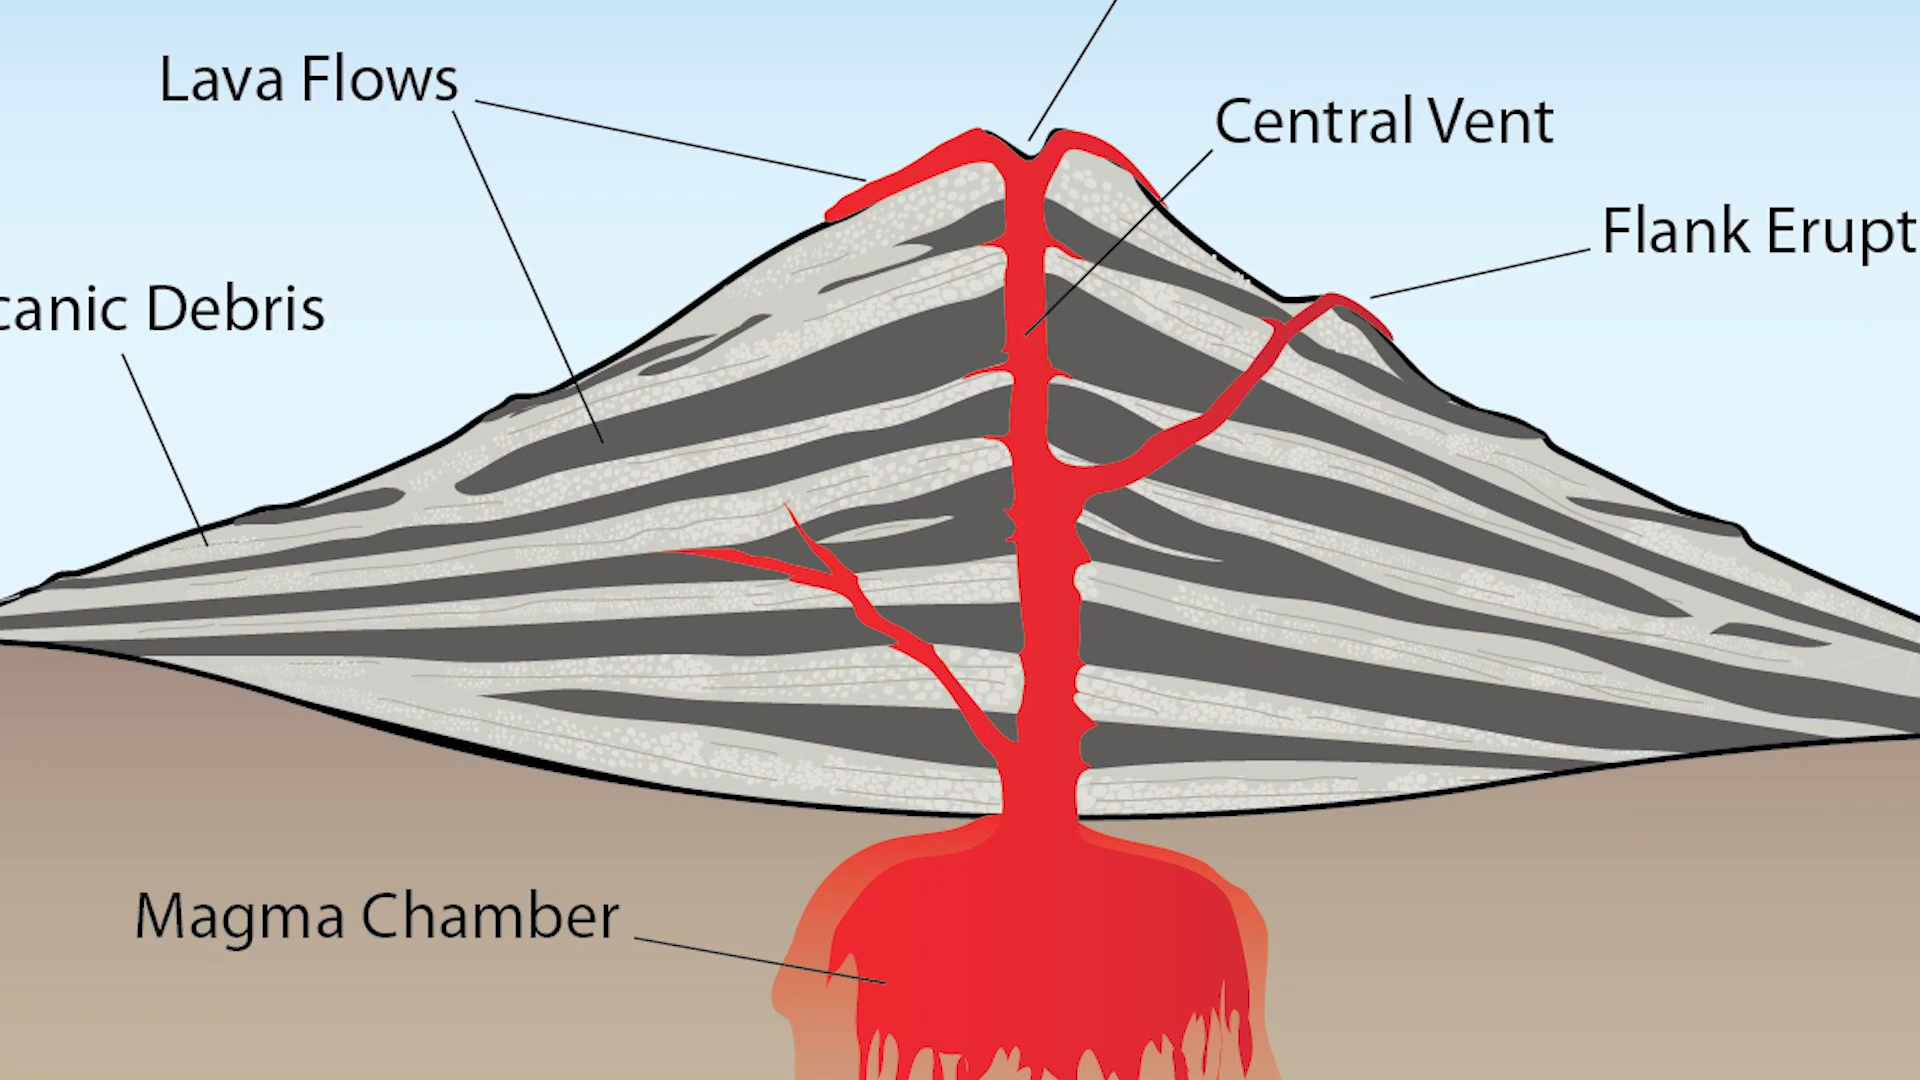 Lava Flows
Central Vent
Flank Erupt
canic Debris
Magma Chamber